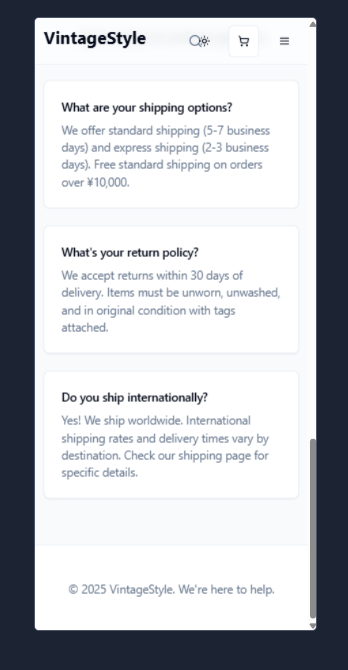 VintageStyle
What are your shipping options?
We offer standard shipping (5-7 business
days) and express shipping (2-3 business
days). Free standard shipping on orders
over ¥10,000.
What's your return policy?
We accept returns within 30 days of
delivery. Items must be unworn, unwashed,
and in original condition with tags
attached.
Do you ship internationally?
Yes! We ship worldwide. International
shipping rates and delivery times vary by
destination. Check our shipping page for
specific details.
© 2025 VintageStyle. We're here to help.